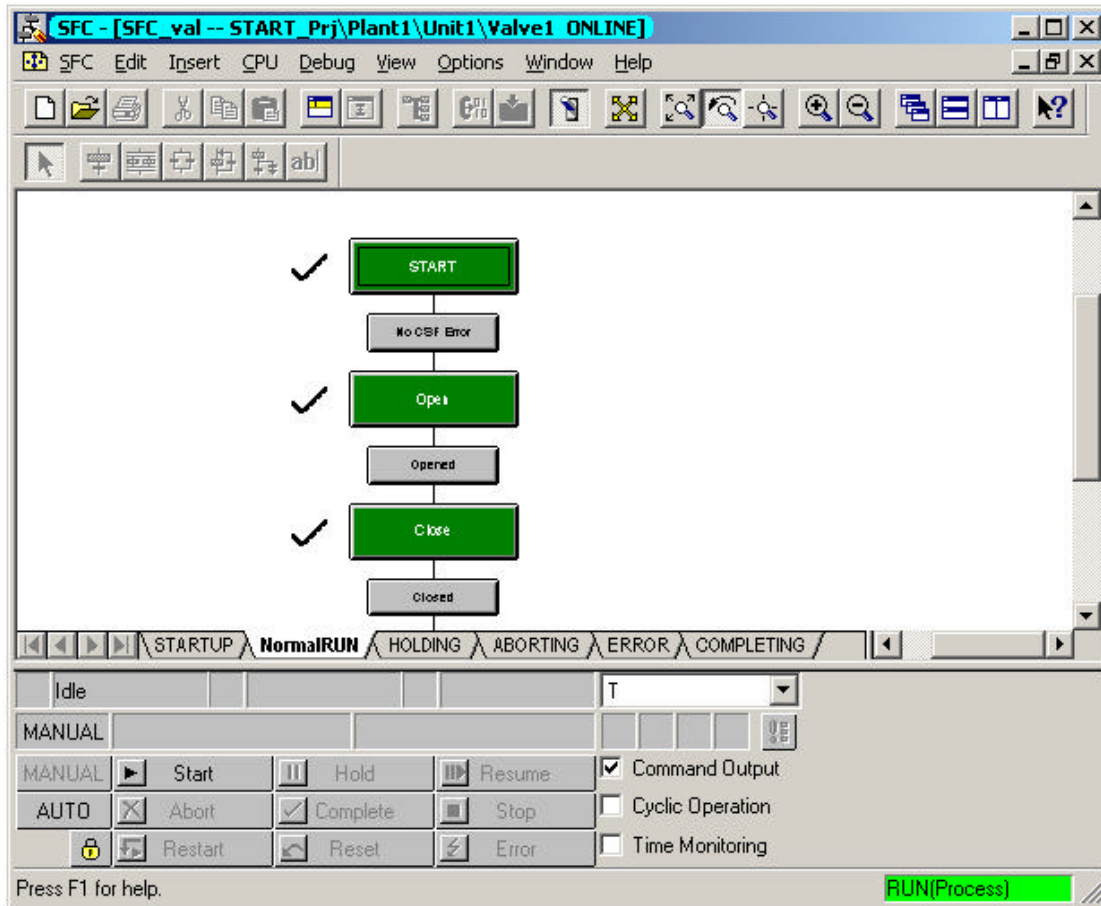 SFC - [SFC_val -- START_Prj\Plant1\Unit1\Valve1 ONLINE]
SFC Edit Insert CPU Debug View Options Window Help
ab|
START
No CSF Error
Open
Opened
Close
Closed
STARTUP NormalRUN HOLDING ABORTING ERROR COMPLETING
Idle T
MANUAL
MANUAL Start Hold Resume Command Output
AUTO Abort Complete Stop Cyclic Operation
Restart Reset Error Time Monitoring
Press F1 for help. RUN(Process)